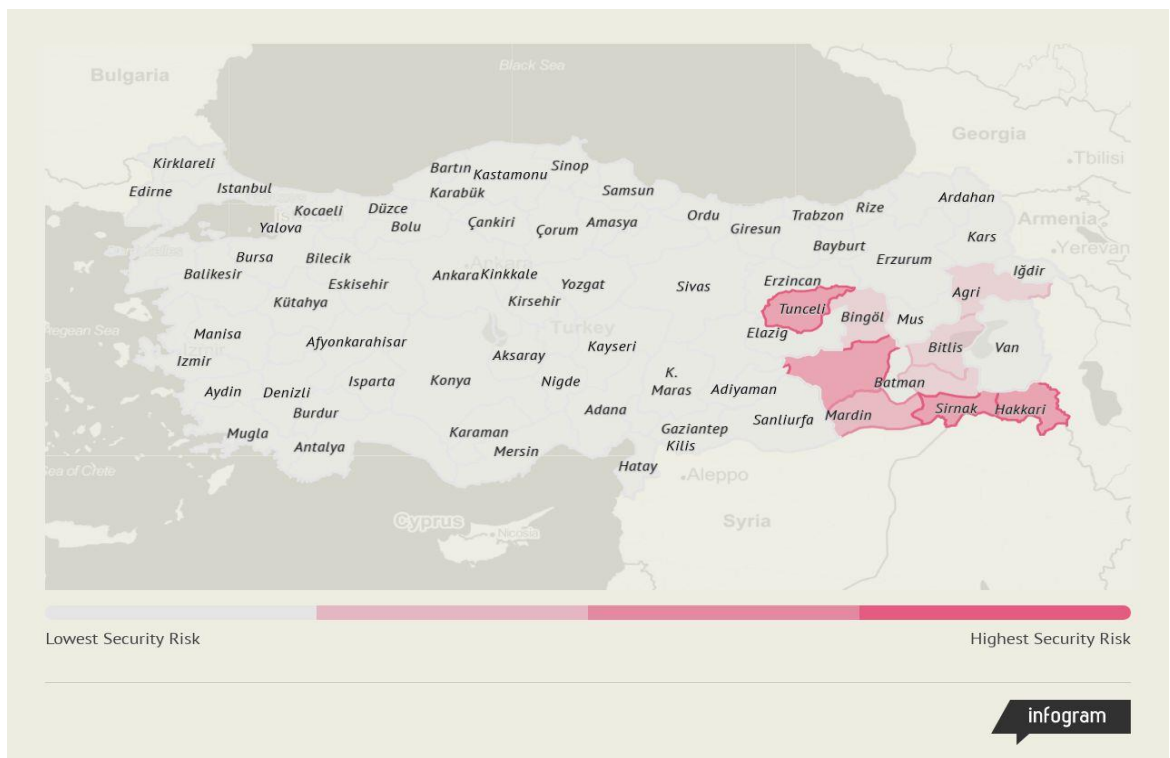 Bulgaria
Black Sea
Georgia
Tbilisi
Kirklareli
Bartın
Kastamonu
Sinop
Edirne
Istanbul
Karabük
Samsun
Ardahan
Kocaeli
Düzce
Ordu
Trabzon
Rize
Armenia
Yalova
Bolu
Çankiri
Çorum
Amasya
Giresun
Kars
Yerevan
Bursa
Bilecik
Bayburt
Erzurum
Balikesir
Eskisehir
Ankara
Ankara
Kinkkale
Yozgat
Sivas
Erzincan
Iğdir
Kütahya
Kirsehir
Tunceli
Agri
Aegean Sea
Manisa
Afyonkarahisar
Turkey
Kayseri
Elazig
Bingöl
Mus
Izmir
Izmir
Aksaray
Bitlis
Van
Aydin
Denizli
Isparta
Konya
Nigde
K.
Maras
Adiyaman
Batman
Burdur
Adana
Sanliurfa
Mardin
Sirnak
Hakkari
Mugla
Antalya
Karaman
Mersin
Gaziantep
Kilis
Sea of Crete
Hatay
Aleppo
Cyprus
Nicosia
Syria
Lowest Security Risk
Highest Security Risk
infogram